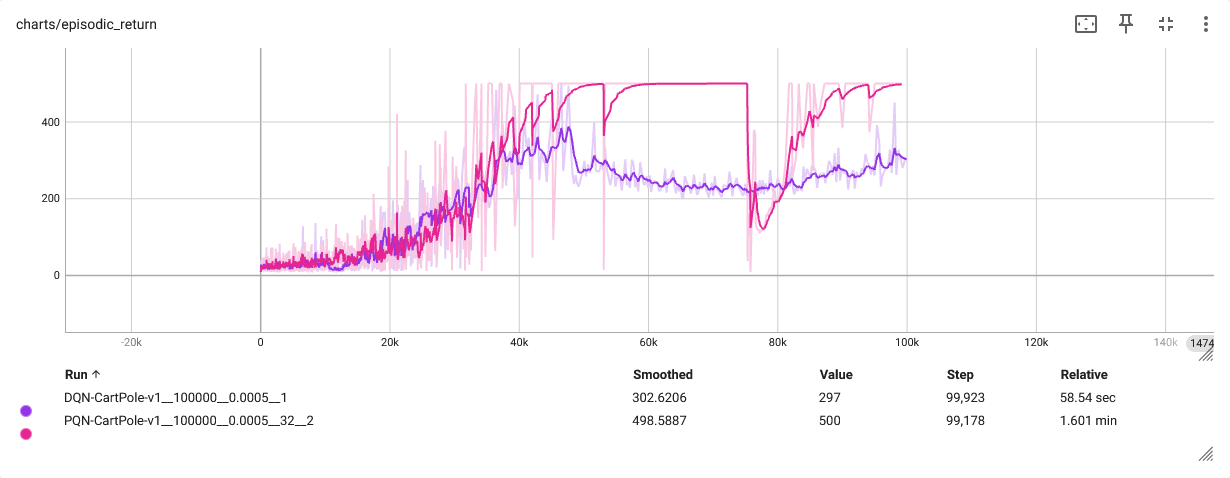 charts/episodic_return
400
200
0
-20k 0 20k 40k 60k 80k 100k 120k 140k 1474
Run Smoothed Value Step Relative
DQN-CartPole-v1__100000__0.0005__1 302.6206 297 99,923 58.54 sec
PQN-CartPole-v1__100000__0.0005__32__2 498.5887 500 99,178 1.601 min